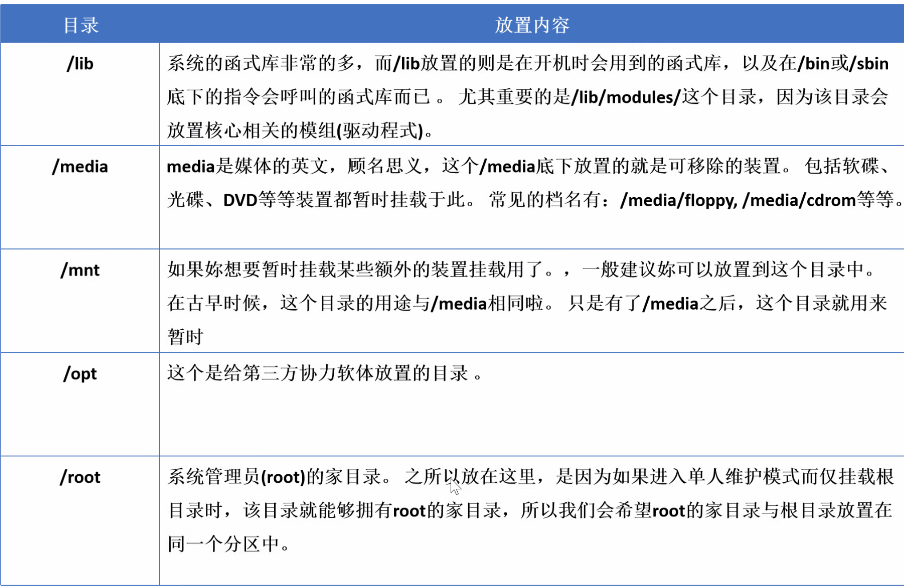 目录 放置内容
/lib 系统的函式库非常的多，而/lib放置的则是在开机时会用到的函式库，以及在/bin或/sbin
底下的指令会呼叫的函式库而已 。 尤其重要的是/lib/modules/这个目录，因为该目录会
放置核心相关的模组(驱动程式)。
/media media是媒体的英文，顾名思义，这个/media底下放置的就是可移除的装置。 包括软碟、
光碟、DVD等等装置都暂时挂载于此。 常见的档名有：/media/floppy, /media/cdrom等等。
/mnt 如果妳想要暂时挂载某些额外的装置挂载用了。，一般建议妳可以放置到这个目录中。
在古早时候，这个目录的用途与/media相同啦。 只是有了/media之后，这个目录就用来
暂时
/opt 这个是给第三方协力软体放置的目录 。
/root 系统管理员(root)的家目录。 之所以放在这里，是因为如果进入单人维护模式而仅挂载根
目录时，该目录就能够拥有root的家目录，所以我们会希望root的家目录与根目录放置在
同一个分区中。